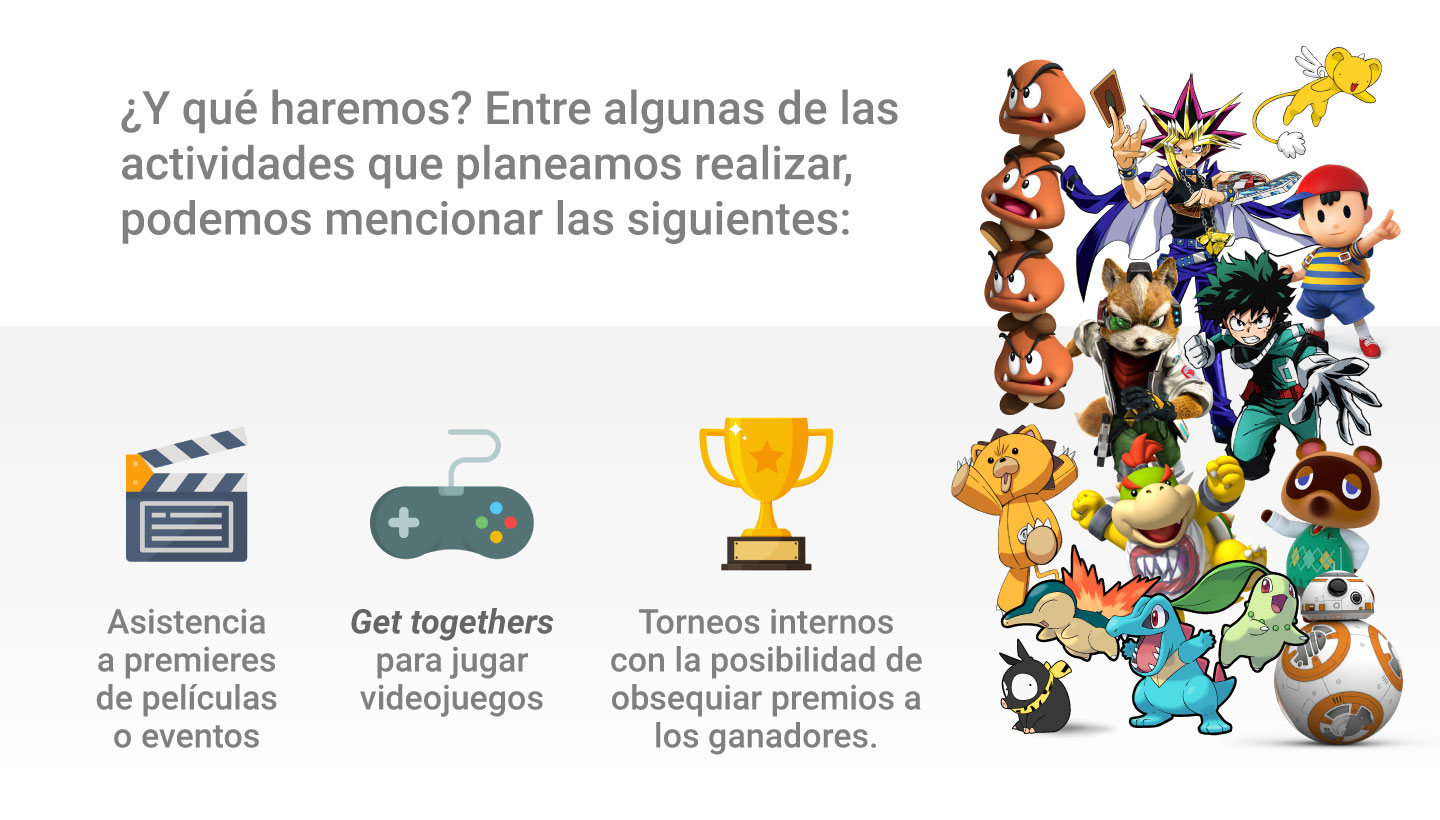 ¿Y qué haremos? Entre algunas de las
actividades que planeamos realizar,
podemos mencionar las siguientes:
Asistencia
a premieres
de películas
o eventos
Get togethers
para jugar
videojuegos
Torneos internos
con la posibilidad de
obsequiar premios a
los ganadores.